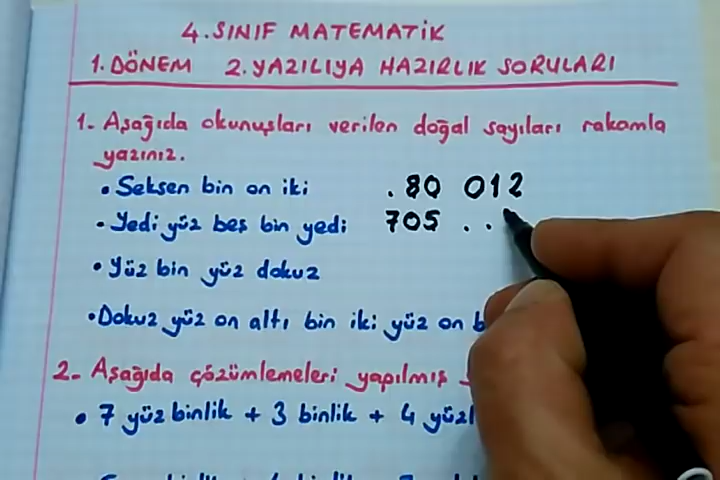 4.SINIF MATEMATİK
1.DÖNEM 2.YAZILIYA HAZIRLIK SORULARI
1- Aşağıda okunuşları verilen doğal sayıları rakamla
yazınız.
• Seksen bin on iki . 80 012
• Yedi yüz beş bin yedi 705 . .
• Yüz bin yüz dokuz
• Dokuz yüz on altı bin iki yüz on
2- Aşağıda çözümlemeleri yapılmış
• 7 yüz binlik + 3 binlik + 4